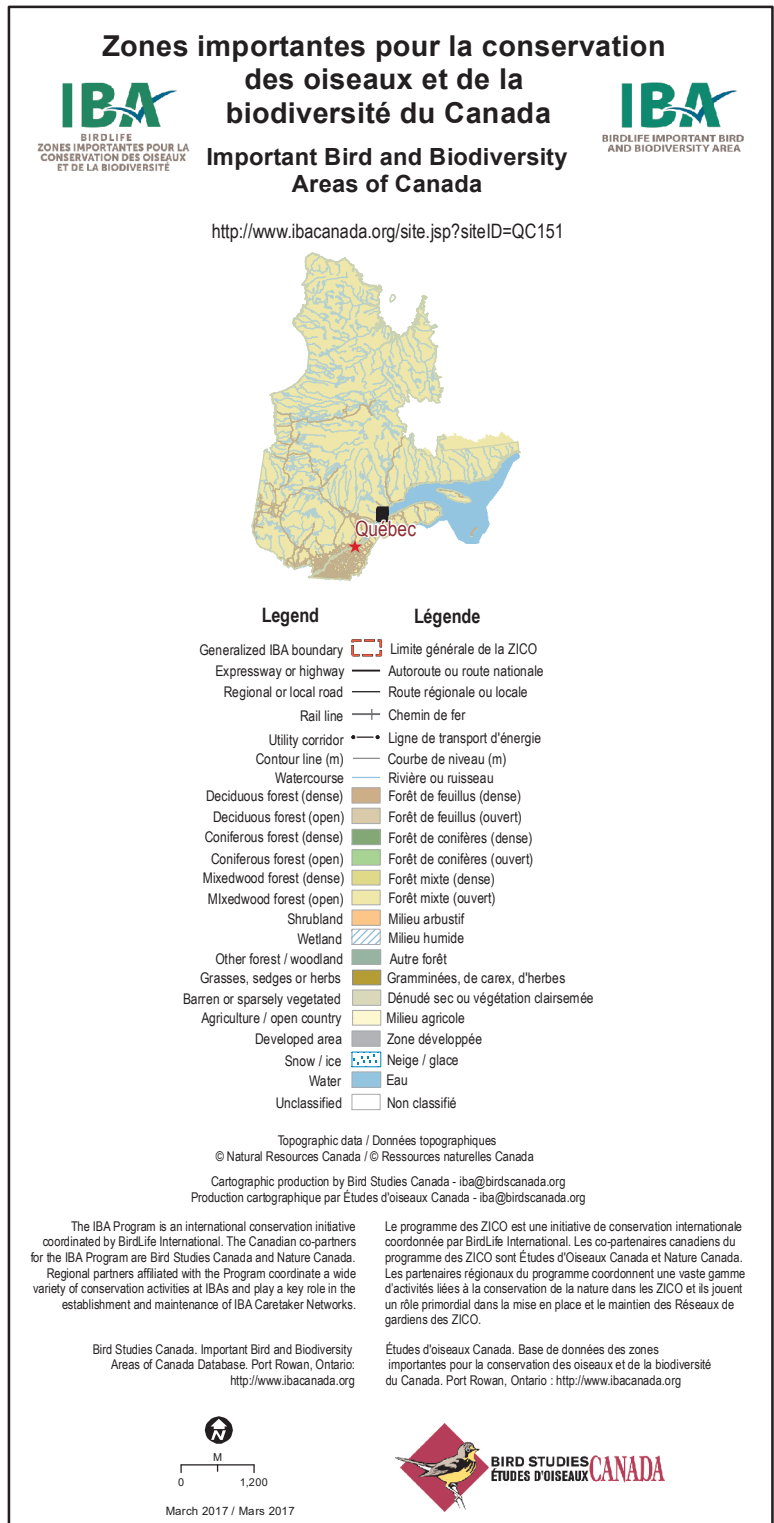 Zones importantes pour la conservation
des oiseaux et de la
biodiversité du Canada
IBA
BIRDLIFE
ZONES IMPORTANTES POUR LA
CONSERVATION DES OISEAUX
ET DE LA BIODIVERSITÉ
IBA
BIRDLIFE IMPORTANT BIRD
AND BIODIVERSITY AREA
Important Bird and Biodiversity
Areas of Canada
http://www.ibacanada.org/site.jsp?siteID=QC151
Québec
Legend Légende
Generalized IBA boundary Limite générale de la ZICO
Expressway or highway Autoroute ou route nationale
Regional or local road Route régionale ou locale
Rail line Chemin de fer
Utility corridor Ligne de transport d'énergie
Contour line (m) Courbe de niveau (m)
Watercourse Rivière ou ruisseau
Deciduous forest (dense) Forêt de feuillus (dense)
Deciduous forest (open) Forêt de feuillus (ouvert)
Coniferous forest (dense) Forêt de conifères (dense)
Coniferous forest (open) Forêt de conifères (ouvert)
Mixedwood forest (dense) Forêt mixte (dense)
MIxedwood forest (open) Forêt mixte (ouvert)
Shrubland Milieu arbustif
Wetland Milieu humide
Other forest / woodland Autre forêt
Grasses, sedges or herbs Gramminées, de carex, d'herbes
Barren or sparsely vegetated Dénudé sec ou végétation clairsemée
Agriculture / open country Milieu agricole
Developed area Zone développée
Snow / ice Neige / glace
Water Eau
Unclassified Non classifié
Topographic data / Données topographiques
© Natural Resources Canada / © Ressources naturelles Canada
Cartographic production by Bird Studies Canada - iba@birdscanada.org
Production cartographique par Études d'oiseaux Canada - iba@birdscanada.org
The IBA Program is an international conservation initiative
coordinated by BirdLife International. The Canadian co-partners
for the IBA Program are Bird Studies Canada and Nature Canada.
Regional partners affiliated with the Program coordinate a wide
variety of conservation activities at IBAs and play a key role in the
establishment and maintenance of IBA Caretaker Networks.
Le programme des ZICO est une initiative de conservation internationale
coordonnée par BirdLife International. Les co-partenaires canadiens du
programme des ZICO sont Études d'Oiseaux Canada et Nature Canada.
Les partenaires régionaux du programme coordonnent une vaste gamme
d'activités liées à la conservation de la nature dans les ZICO et ils jouent
un rôle primordial dans la mise en place et le maintien des Réseaux de
gardiens des ZICO.
Bird Studies Canada. Important Bird and Biodiversity
Areas of Canada Database. Port Rowan, Ontario:
http://www.ibacanada.org
Études d'oiseaux Canada. Base de données des zones
importantes pour la conservation des oiseaux et de la biodiversité
du Canada. Port Rowan, Ontario : http://www.ibacanada.org
N
M
0 1,200
March 2017 / Mars 2017
BIRD STUDIES
ÉTUDES D'OISEAUX CANADA